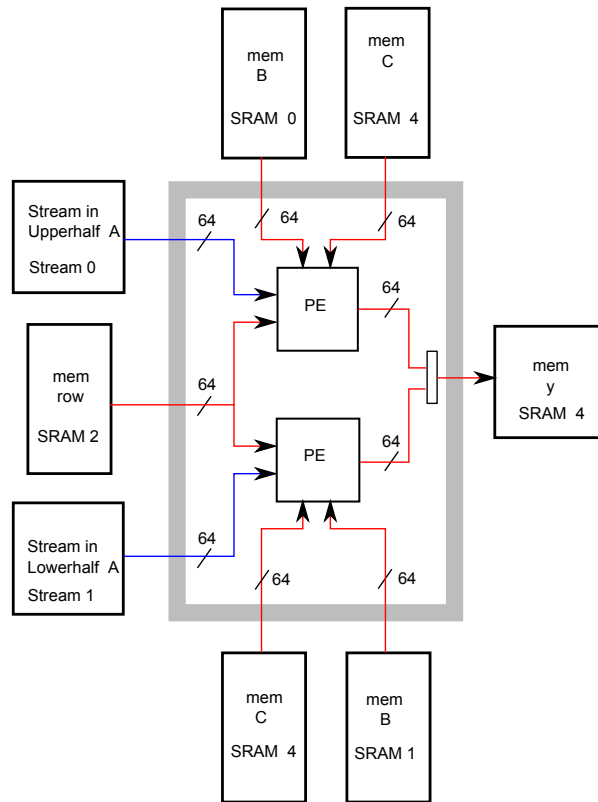 mem
B
SRAM 0
mem
C
SRAM 4
64
64
Stream in
Upperhalf A
Stream 0
64
PE
64
mem
row
SRAM 2
64
mem
y
SRAM 4
PE
64
Stream in
Lowerhalf A
Stream 1
64
64
64
mem
C
SRAM 4
mem
B
SRAM 1